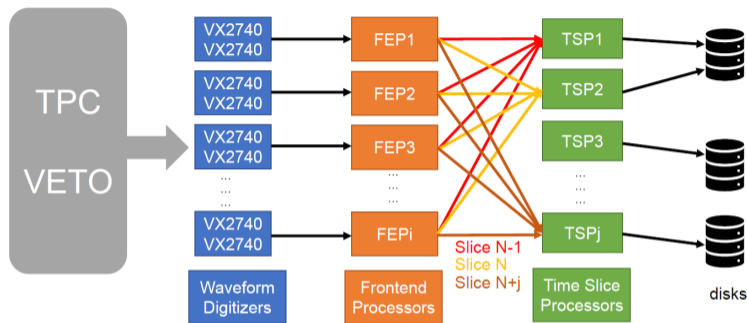 TPC
VETO
VX2740
VX2740
VX2740
VX2740
VX2740
VX2740
...
...
VX2740
VX2740
Waveform
Digitizers
FEP1
FEP2
FEP3
...
...
FEPi
Frontend
Processors
Slice N-1
Slice N
Slice N+j
TSP1
TSP2
TSP3
...
...
TSPj
Time Slice
Processors
disks